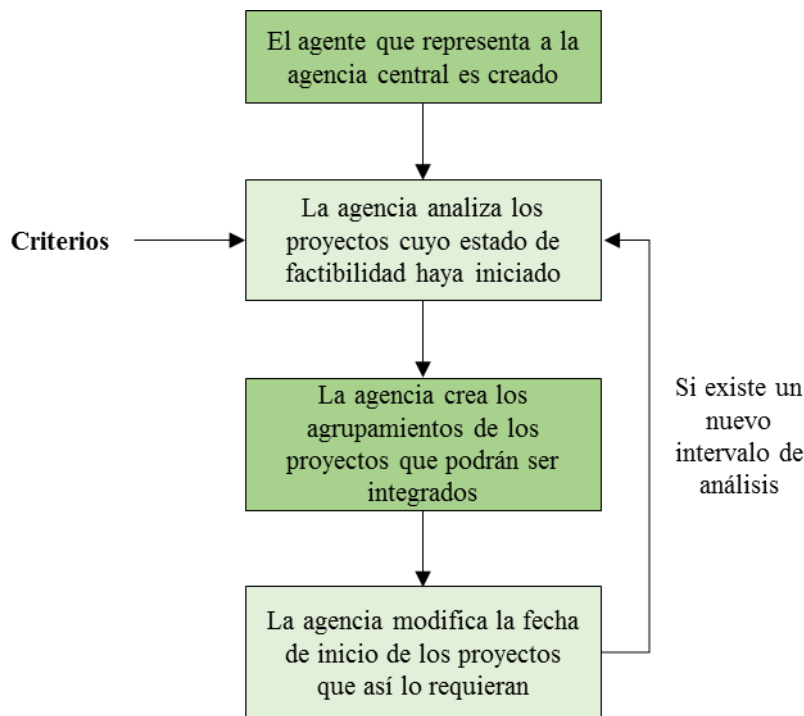 El agente que representa a la
agencia central es creado
La agencia analiza los
proyectos cuyo estado de
factibilidad haya iniciado
Criterios
La agencia crea los
agrupamientos de los
proyectos que podrán ser
integrados
Si existe un
nuevo
intervalo de
análisis
La agencia modifica la fecha
de inicio de los proyectos
que así lo requieran